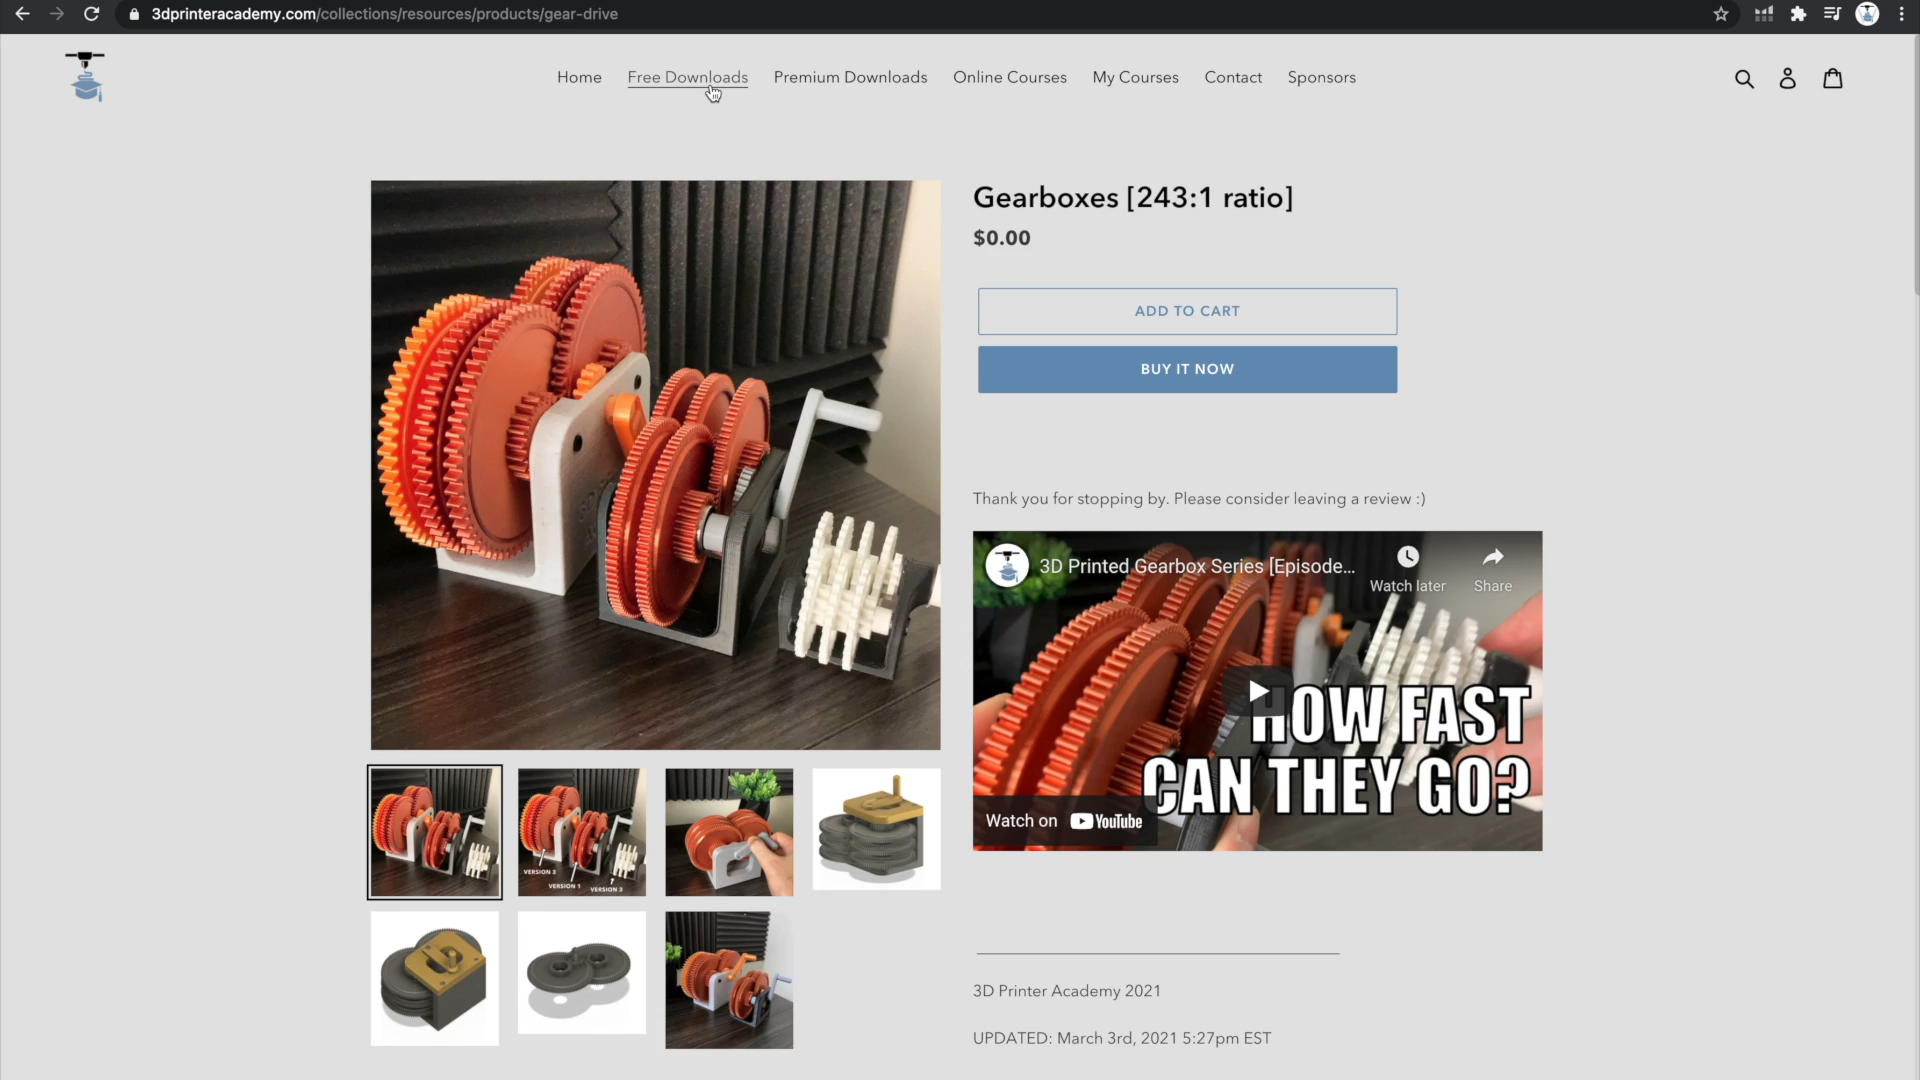 3dprinteracademy.com/collections/resources/products/gear-drive
Home Free Downloads Premium Downloads Online Courses My Courses Contact Sponsors
Gearboxes [243:1 ratio]
$0.00
ADD TO CART
BUY IT NOW
Thank you for stopping by. Please consider leaving a review :)
3D Printed Gearbox Series [Episode...
Watch later
Share
HOW FAST
CAN THEY GO?
Watch on YouTube
VERSION 3
VERSION 1
VERSION 3
3D Printer Academy 2021
UPDATED: March 3rd, 2021 5:27pm EST